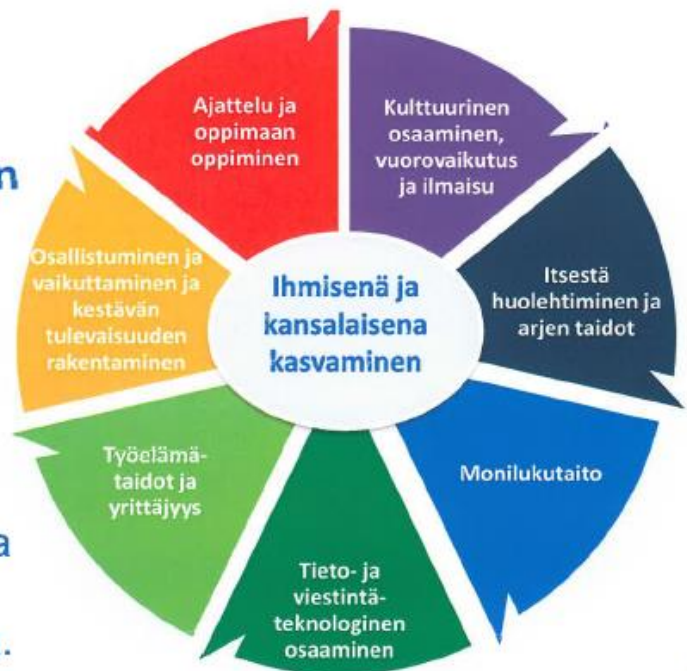 Ajattelu ja
oppimaan
oppiminen
Kulttuurinen
osaaminen,
vuorovaikutus
ja ilmaisu
n
Osallistuminen ja
vaikuttaminen ja
kestävän
tulevaisuuden
rakentaminen
Ihmisenä ja
kansalaisena
kasvaminen
Itsestä
huolehtiminen ja
arjen taidot
Työelämä-
taidot ja
yrittäjyys
Monilukutaito
a
Tieto- ja
viestintä-
teknologinen
osaaminen
.